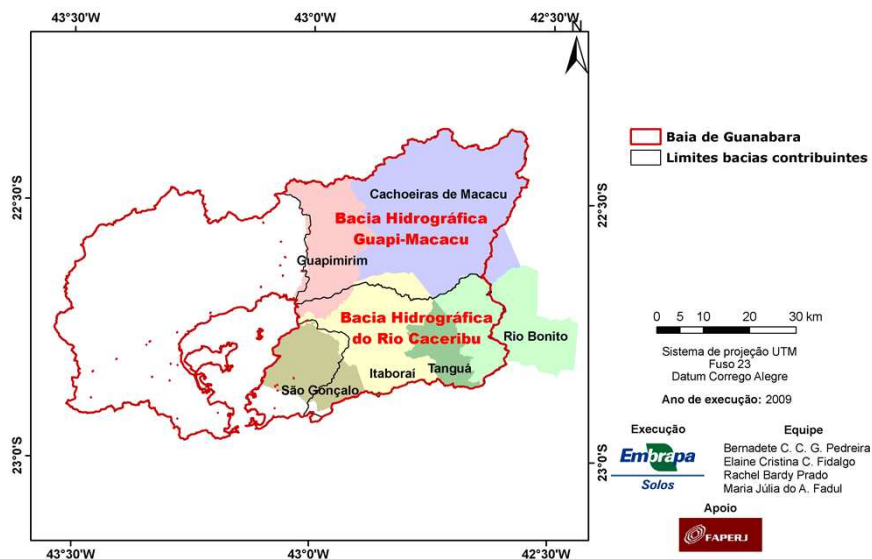 43°30'W
43°0'W
42°30'W
N
22°30'S
22°30'S
23°0'S
23°0'S
Cachoeiras de Macacu
Bacia Hidrográfica
Guapi-Macacu
Guapimirim
Bacia Hidrográfica
do Rio Caceribu
Rio Bonito
Tanguá
Itaboraí
São Gonçalo
43°30'W
43°0'W
42°30'W
Baia de Guanabara
Limites bacias contribuintes
0 5 10 20 30 km
Sistema de projeção UTM
Fuso 23
Datum Corrego Alegre
Ano de execução: 2009
Execução
Embrapa
Solos
Equipe
Bernadete C. C. G. Pedreira
Elaine Cristina C. Fidalgo
Rachel Bardy Prado
Maria Júlia do A. Fadul
Apoio
FAPERJ